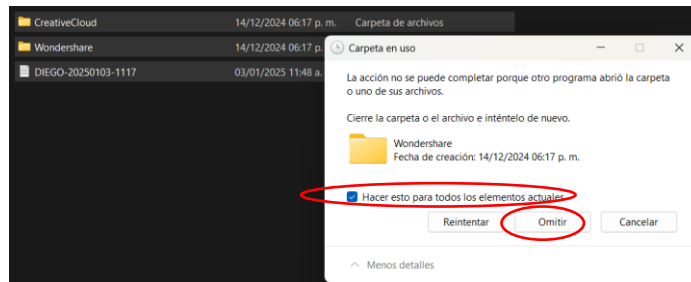 CreativeCloud 14/12/2024 06:17 p. m. Carpeta de archivos
Wondershare 14/12/2024 06:17 p.
DIEGO-20250103-1117 03/01/2025 11:48 a.
Carpeta en uso
La acción no se puede completar porque otro programa abrió la carpeta
o uno de sus archivos.
Cierre la carpeta o el archivo e inténtelo de nuevo.
Wondershare
Fecha de creación: 14/12/2024 06:17 p. m.
Hacer esto para todos los elementos actuales
Reintentar Omitir Cancelar
Menos detalles